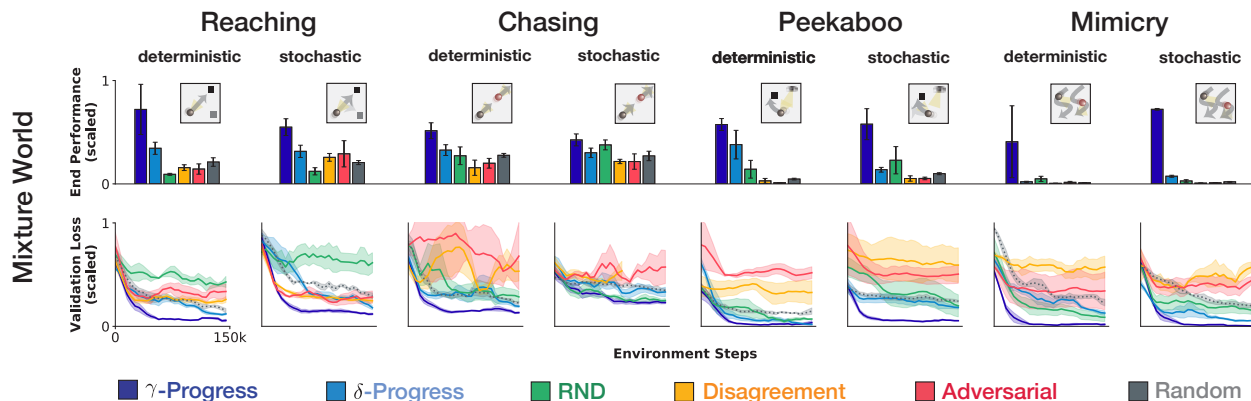 Reaching Chasing Peekaboo Mimicry
deterministic stochastic deterministic stochastic deterministic stochastic deterministic stochastic
Mixture World
End Performance
(scaled)
1
0
Validation Loss
(scaled)
1
0
0 150k
Environment Steps
γ-Progress δ-Progress RND Disagreement Adversarial Random